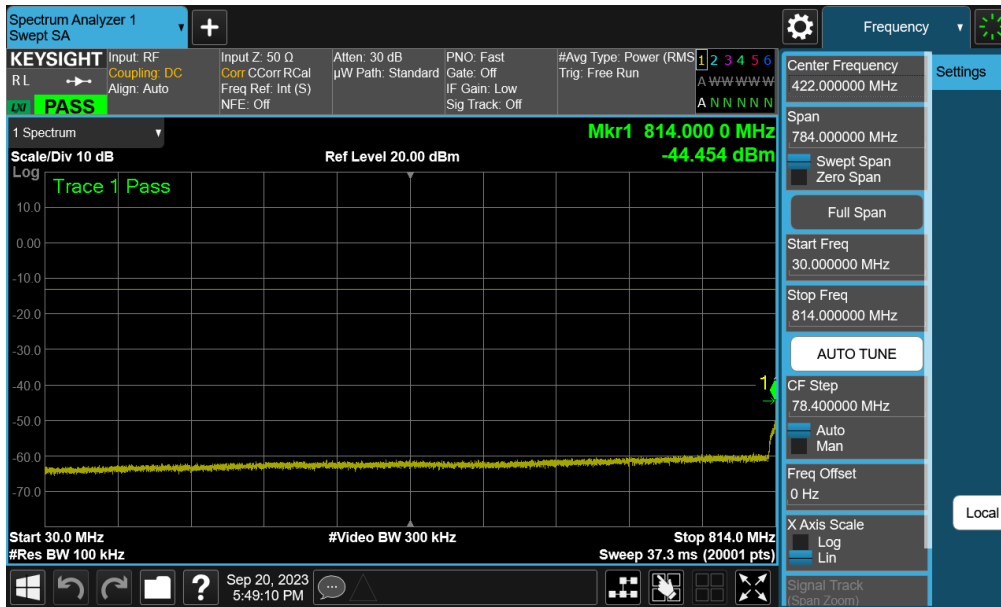 Spectrum Analyzer 1
Swept SA
+
Frequency
Settings
KEYSIGHT
R L
LXI PASS
Input: RF
Coupling: DC
Align: Auto
Input Z: 50 Ω
Corr CCorr RCal
Freq Ref: Int (S)
NFE: Off
Atten: 30 dB
µW Path: Standard
PNO: Fast
Gate: Off
IF Gain: Low
Sig Track: Off
#Avg Type: Power (RMS
Trig: Free Run
1 2 3 4 5 6
A W W W W W
A N N N N N
1 Spectrum
Mkr1 814.000 0 MHz
-44.454 dBm
Scale/Div 10 dB
Ref Level 20.00 dBm
Log
Trace 1 Pass
10.0
0.00
-10.0
-20.0
-30.0
-40.0
-50.0
-60.0
-70.0
1
Start 30.0 MHz
#Video BW 300 kHz
Stop 814.0 MHz
#Res BW 100 kHz
Sweep 37.3 ms (20001 pts)
Center Frequency
422.000000 MHz
Span
784.000000 MHz
Swept Span
Zero Span
Full Span
Start Freq
30.000000 MHz
Stop Freq
814.000000 MHz
AUTO TUNE
CF Step
78.400000 MHz
Auto
Man
Freq Offset
0 Hz
X Axis Scale
Log
Lin
Signal Track
(Span Zoom)
Local
?
Sep 20, 2023
5:49:10 PM